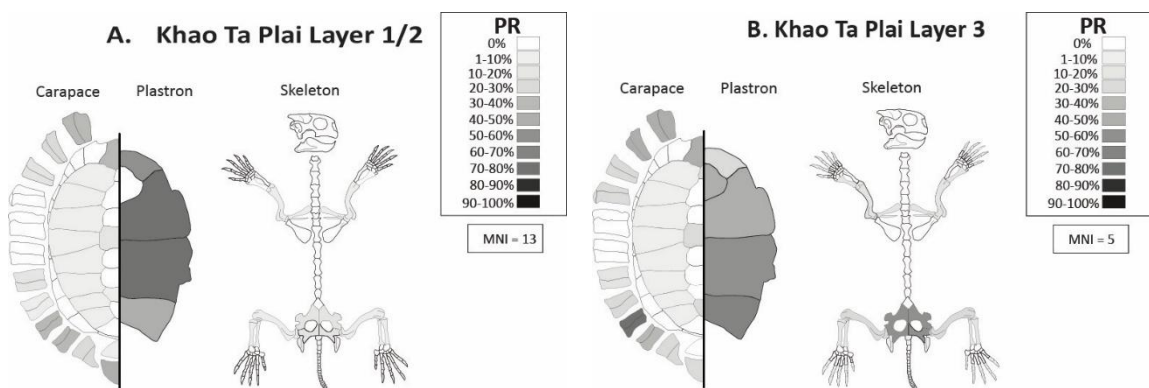 A. Khao Ta Plai Layer 1/2
Carapace Plastron Skeleton
PR
0%
1-10%
10-20%
20-30%
30-40%
40-50%
50-60%
60-70%
70-80%
80-90%
90-100%
MNI = 13
B. Khao Ta Plai Layer 3
Carapace Plastron Skeleton
PR
0%
1-10%
10-20%
20-30%
30-40%
40-50%
50-60%
60-70%
70-80%
80-90%
90-100%
MNI = 5